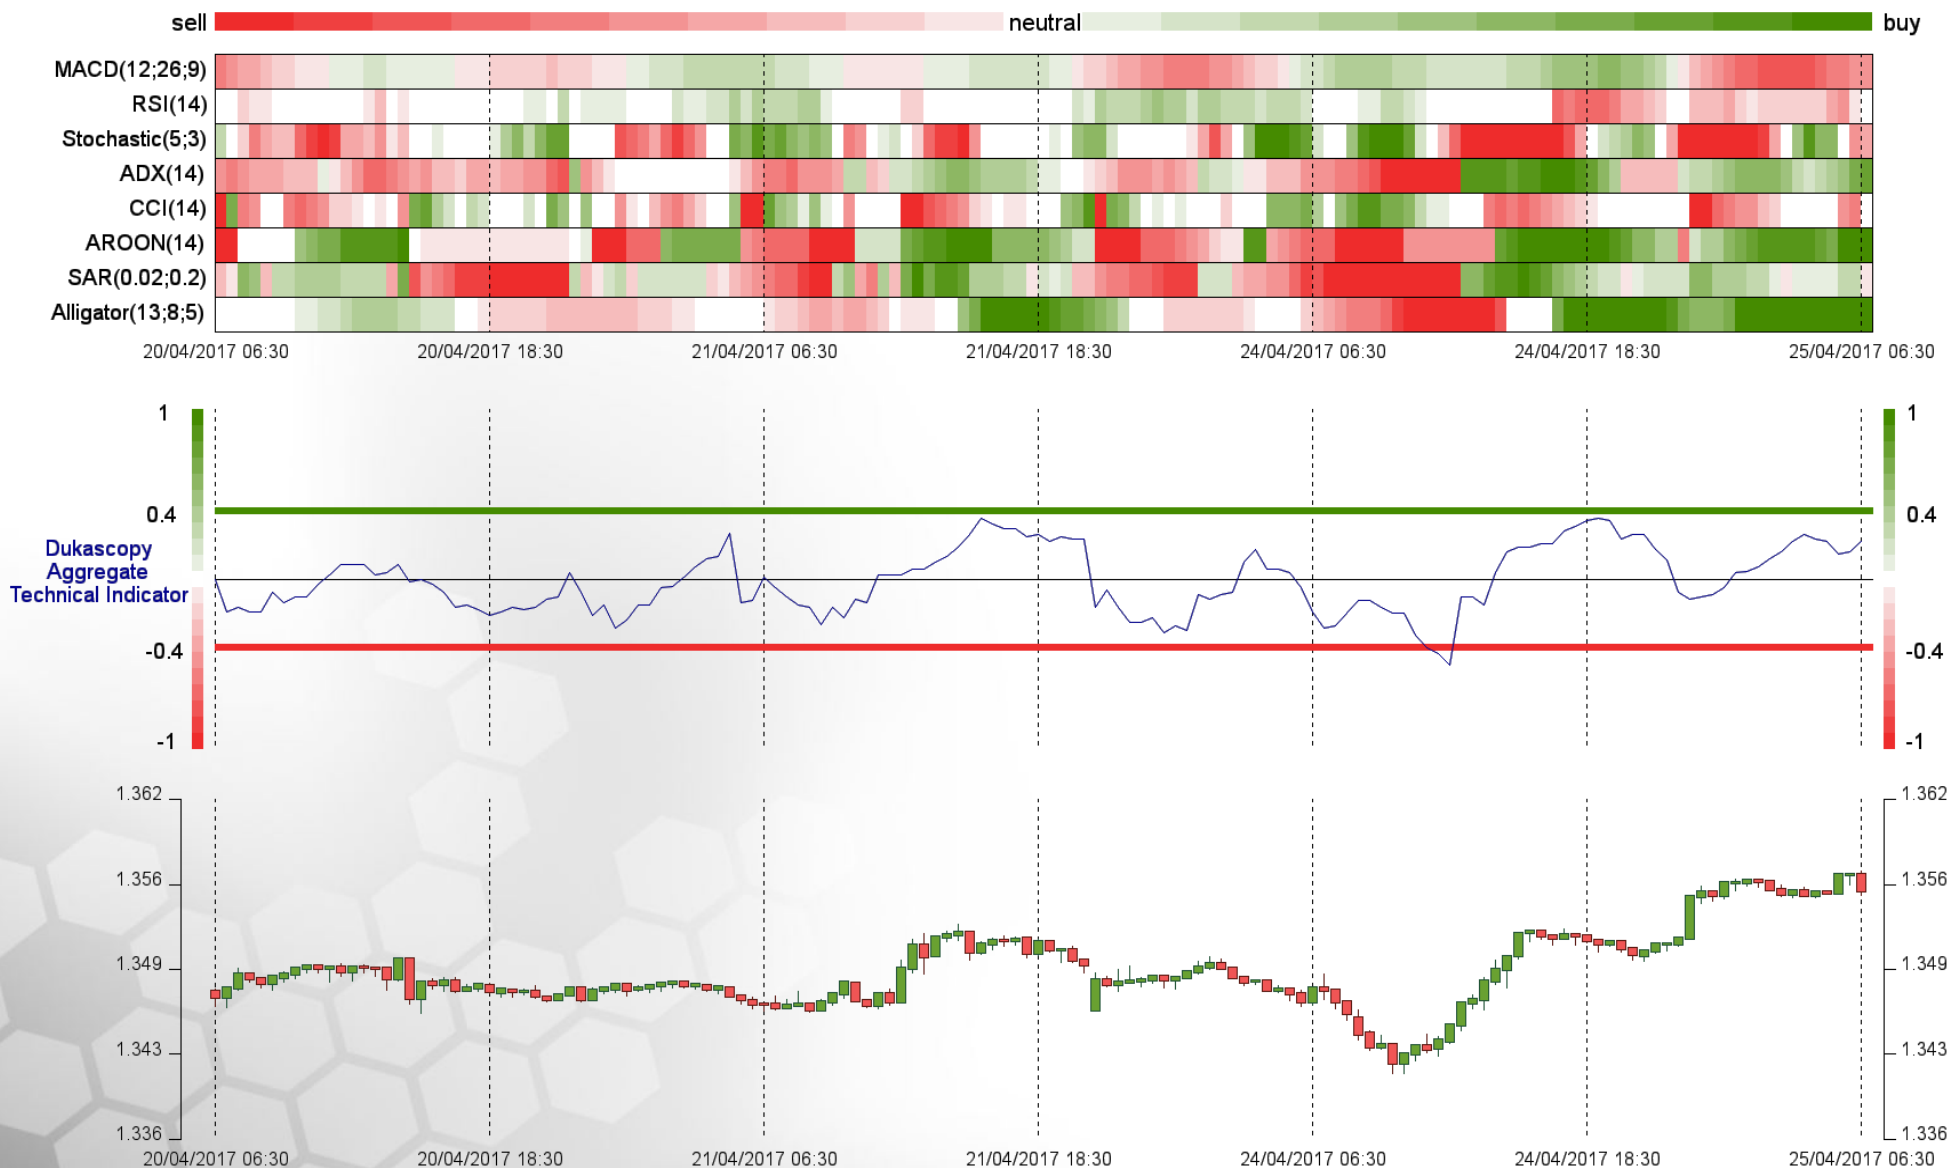 sell neutral buy
MACD(12;26;9)
RSI(14)
Stochastic(5;3)
ADX(14)
CCI(14)
AROON(14)
SAR(0.02;0.2)
Alligator(13;8;5)
20/04/2017 06:30 20/04/2017 18:30 21/04/2017 06:30 21/04/2017 18:30 24/04/2017 06:30 24/04/2017 18:30 25/04/2017 06:30
1 1
0.4 0.4
Dukascopy
Aggregate
Technical Indicator
-0.4 -0.4
-1 -1
1.362 1.362
1.356 1.356
1.349 1.349
1.343 1.343
1.336 1.336
20/04/2017 06:30 20/04/2017 18:30 21/04/2017 06:30 21/04/2017 18:30 24/04/2017 06:30 24/04/2017 18:30 25/04/2017 06:30